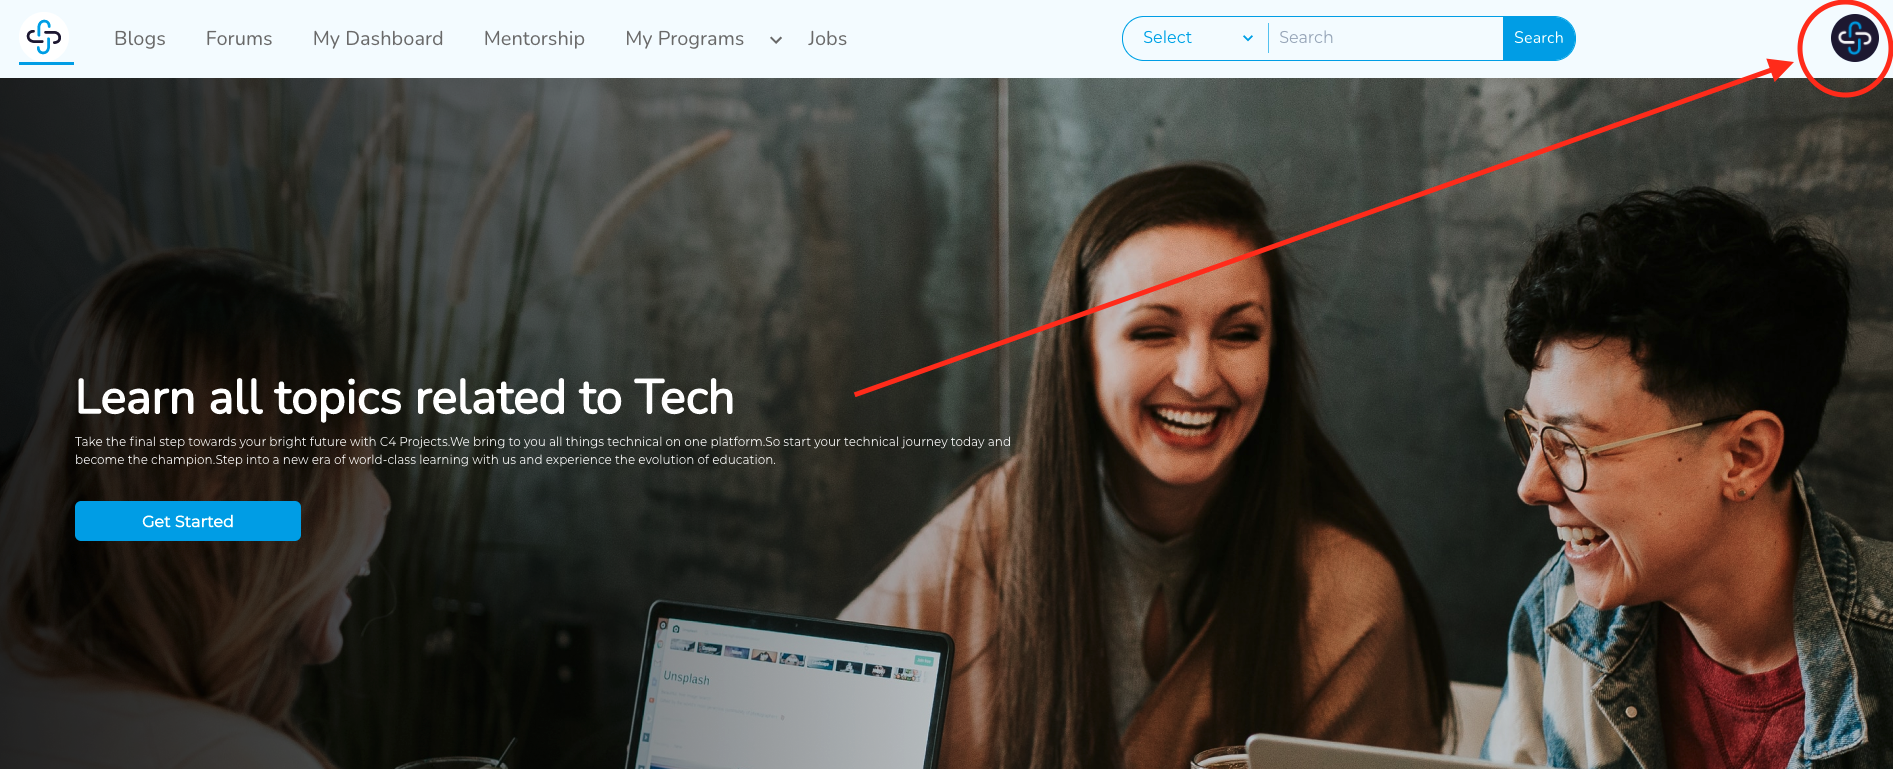 Blogs Forums My Dashboard Mentorship My Programs Jobs Select Search Search
Learn all topics related to Tech
Take the final step towards your bright future with C4 Projects.We bring to you all things technical on one platform.So start your technical journey today and
become the champion.Step into a new era of world-class learning with us and experience the evolution of education.
Get Started
Unsplash